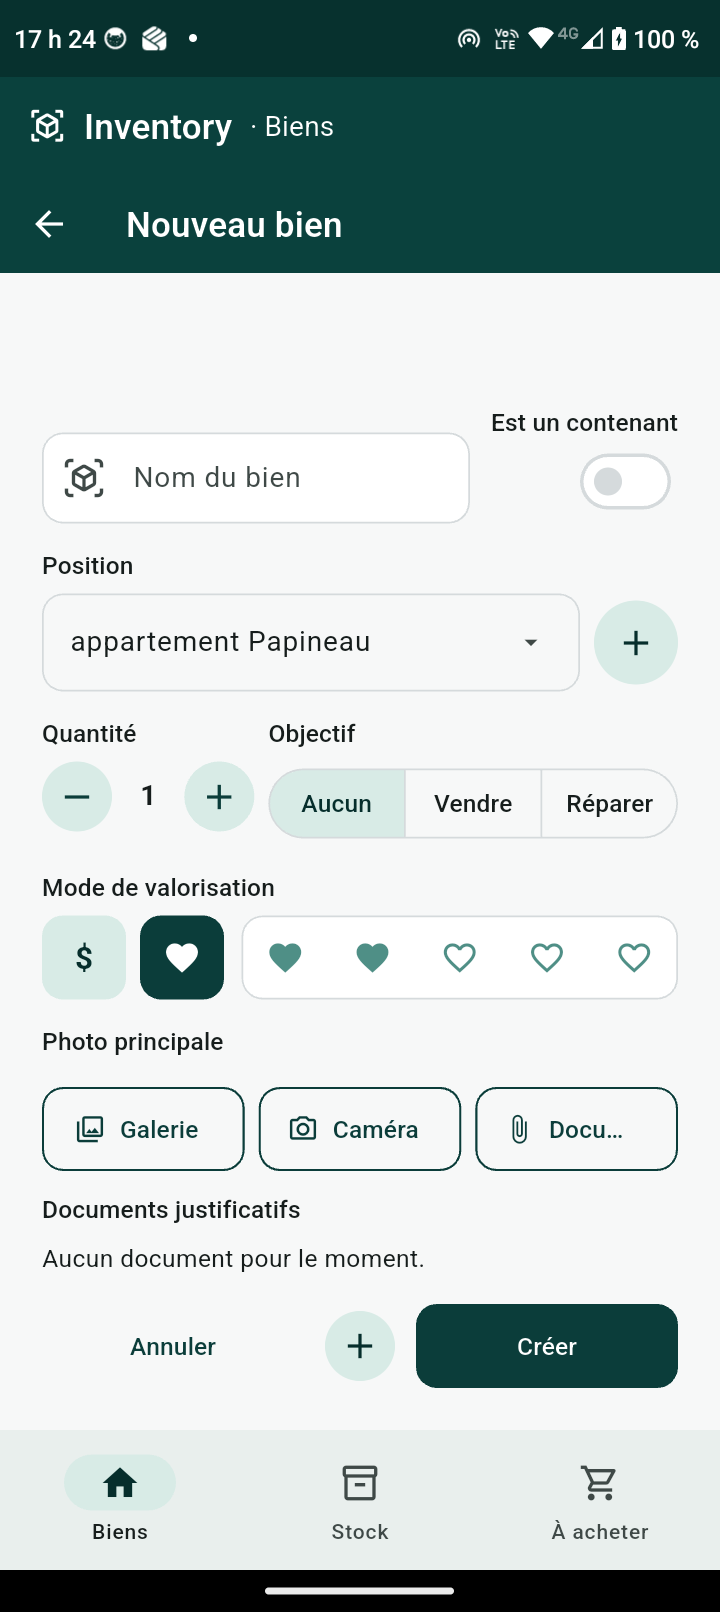 17 h 24 VoLTE 4G 100 %
Inventory · Biens
Nouveau bien
Est un contenant
Nom du bien
Position
appartement Papineau
Quantité Objectif
1 Aucun Vendre Réparer
Mode de valorisation
$
Photo principale
Galerie Caméra Docu...
Documents justificatifs
Aucun document pour le moment.
Annuler Créer
Biens Stock À acheter